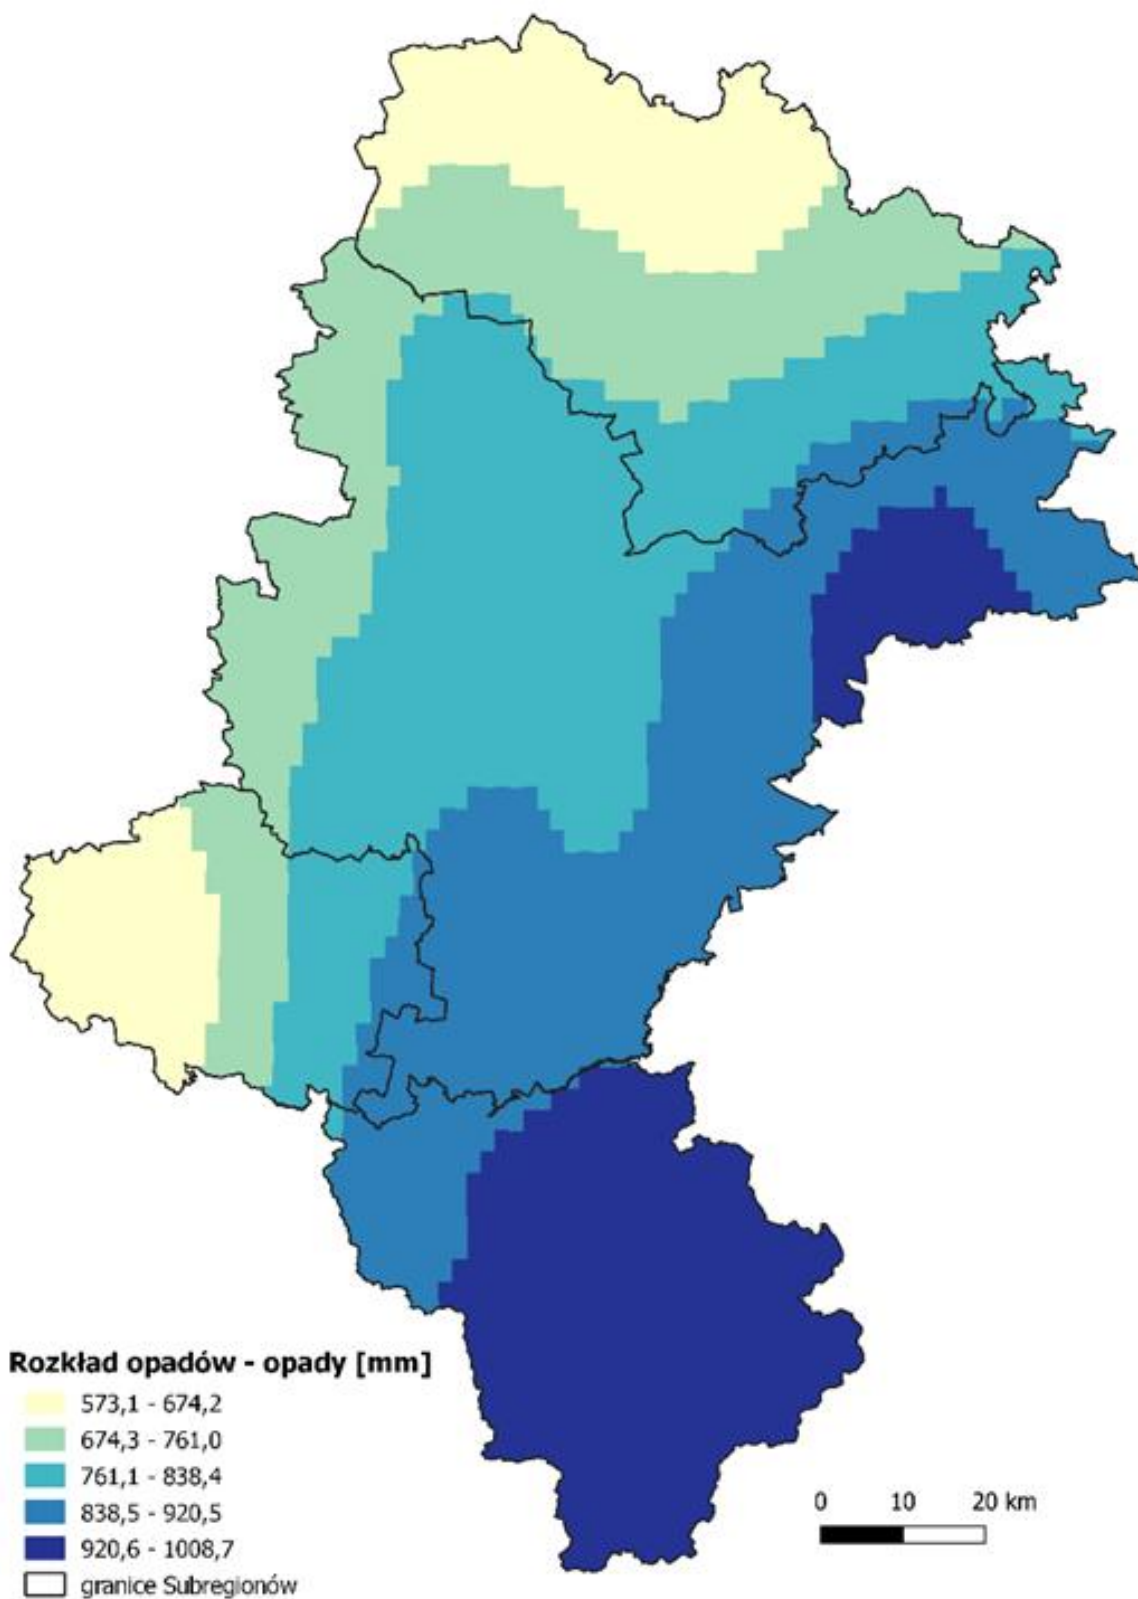 Rozkład opadów - opady [mm]
573,1 - 674,2
674,3 - 761,0
761,1 - 838,4
838,5 - 920,5
920,6 - 1008,7
granice Subregionów
0 10 20 km